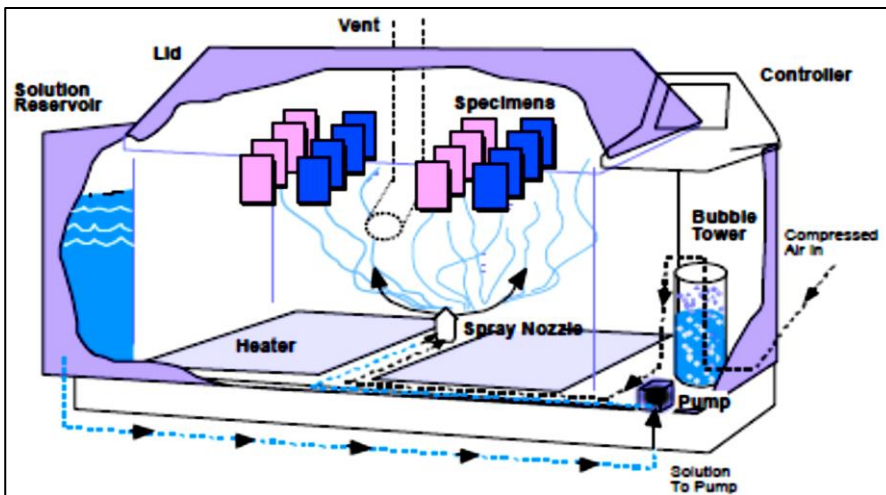 Vent
Lid
Controller
Solution
Reservoir
Specimens
Bubble
Tower
Compressed
Air In
Spray Nozzle
Heater
Pump
Solution
To Pump